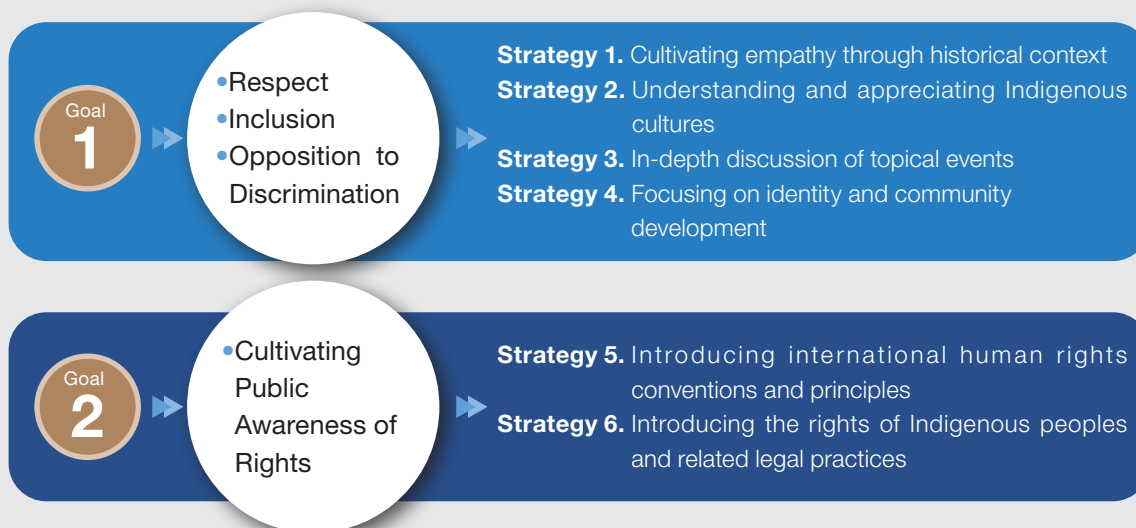 Goal
1
•Respect
•Inclusion
•Opposition to
Discrimination
Strategy 1. Cultivating empathy through historical context
Strategy 2. Understanding and appreciating Indigenous
cultures
Strategy 3. In-depth discussion of topical events
Strategy 4. Focusing on identity and community
development
Goal
2
•Cultivating
Public
Awareness of
Rights
Strategy 5. Introducing international human rights
conventions and principles
Strategy 6. Introducing the rights of Indigenous peoples
and related legal practices